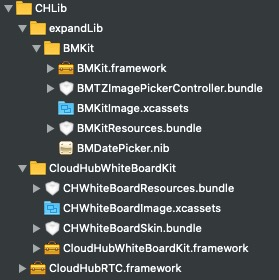 CHLib
expandLib
BMKit
BMKit.framework
BMTZImagePickerController.bundle
BMKitImage.xcassets
BMKitResources.bundle
BMDatePicker.nib
CloudHubWhiteBoardKit
CHWhiteBoardResources.bundle
CHWhiteBoardImage.xcassets
CHWhiteBoardSkin.bundle
CloudHubWhiteBoardKit.framework
CloudHubRTC.framework